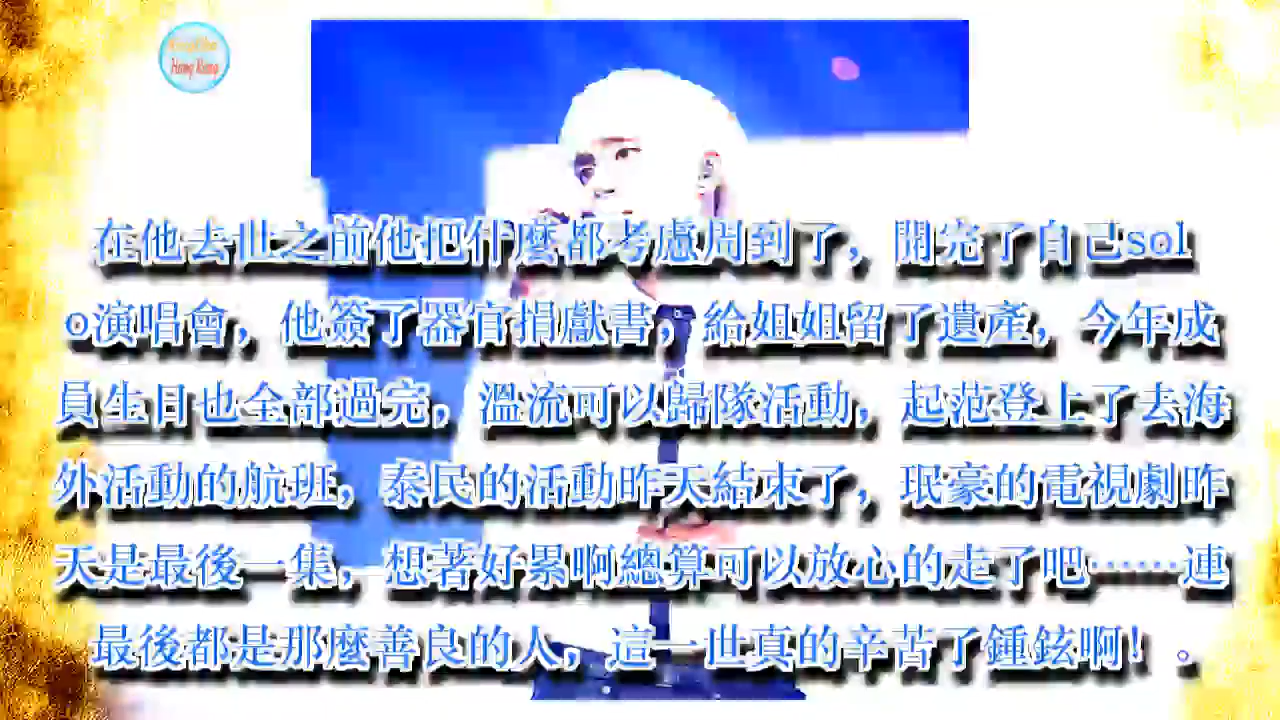 Hong Kong
在他去世之前他把什麼都考慮周到了，開完了自己sol
o演唱會，他簽了器官捐獻書，給姐姐留了遺產，今年成
員生日也全部過完，溫流可以歸隊活動，起范登上了去海
外活動的航班，泰民的活動昨天結束了，珉豪的電視劇昨
天是最後一集，想著好累啊總算可以放心的走了吧……連
最後都是那麼善良的人，這一世真的辛苦了鍾鉉啊！。